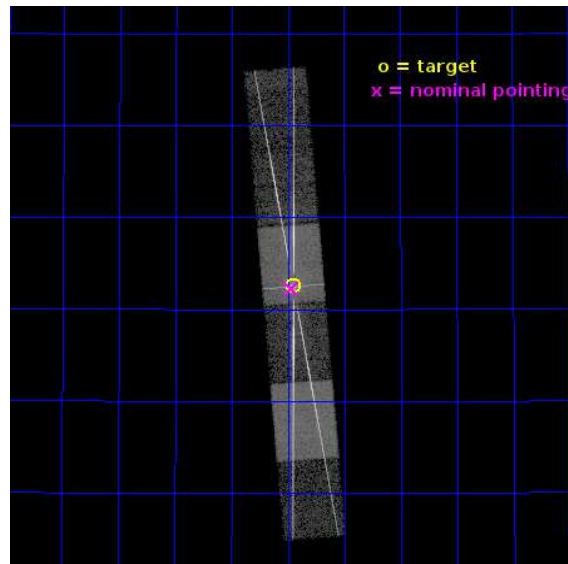 o = target
x = nominal pointing